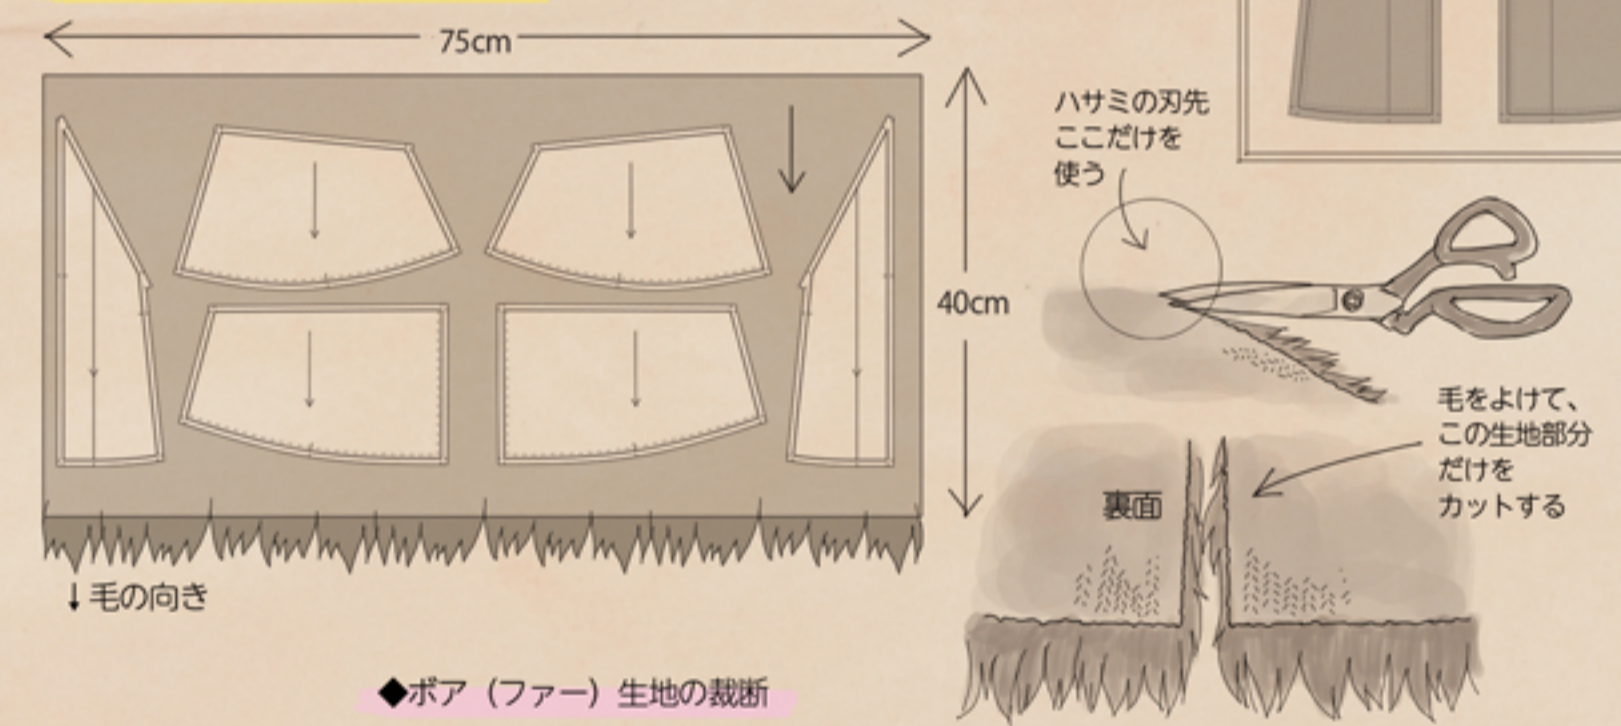 75cm
40cm
ハサミの刃先
ここだけを
使う
毛をよけて、
この生地部分
だけを
カットする
裏面
↓毛の向き
◆ボア（ファー）生地の裁断